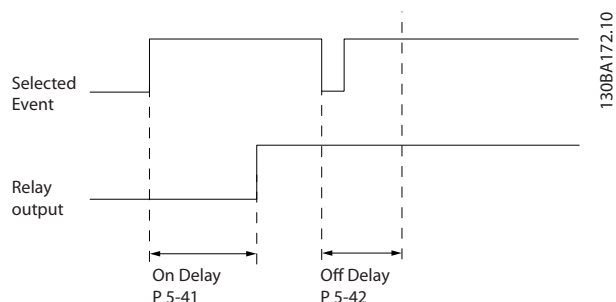 Selected
Event
Relay
output
On Delay
P 5-41
Off Delay
P 5-42
130BA172.10